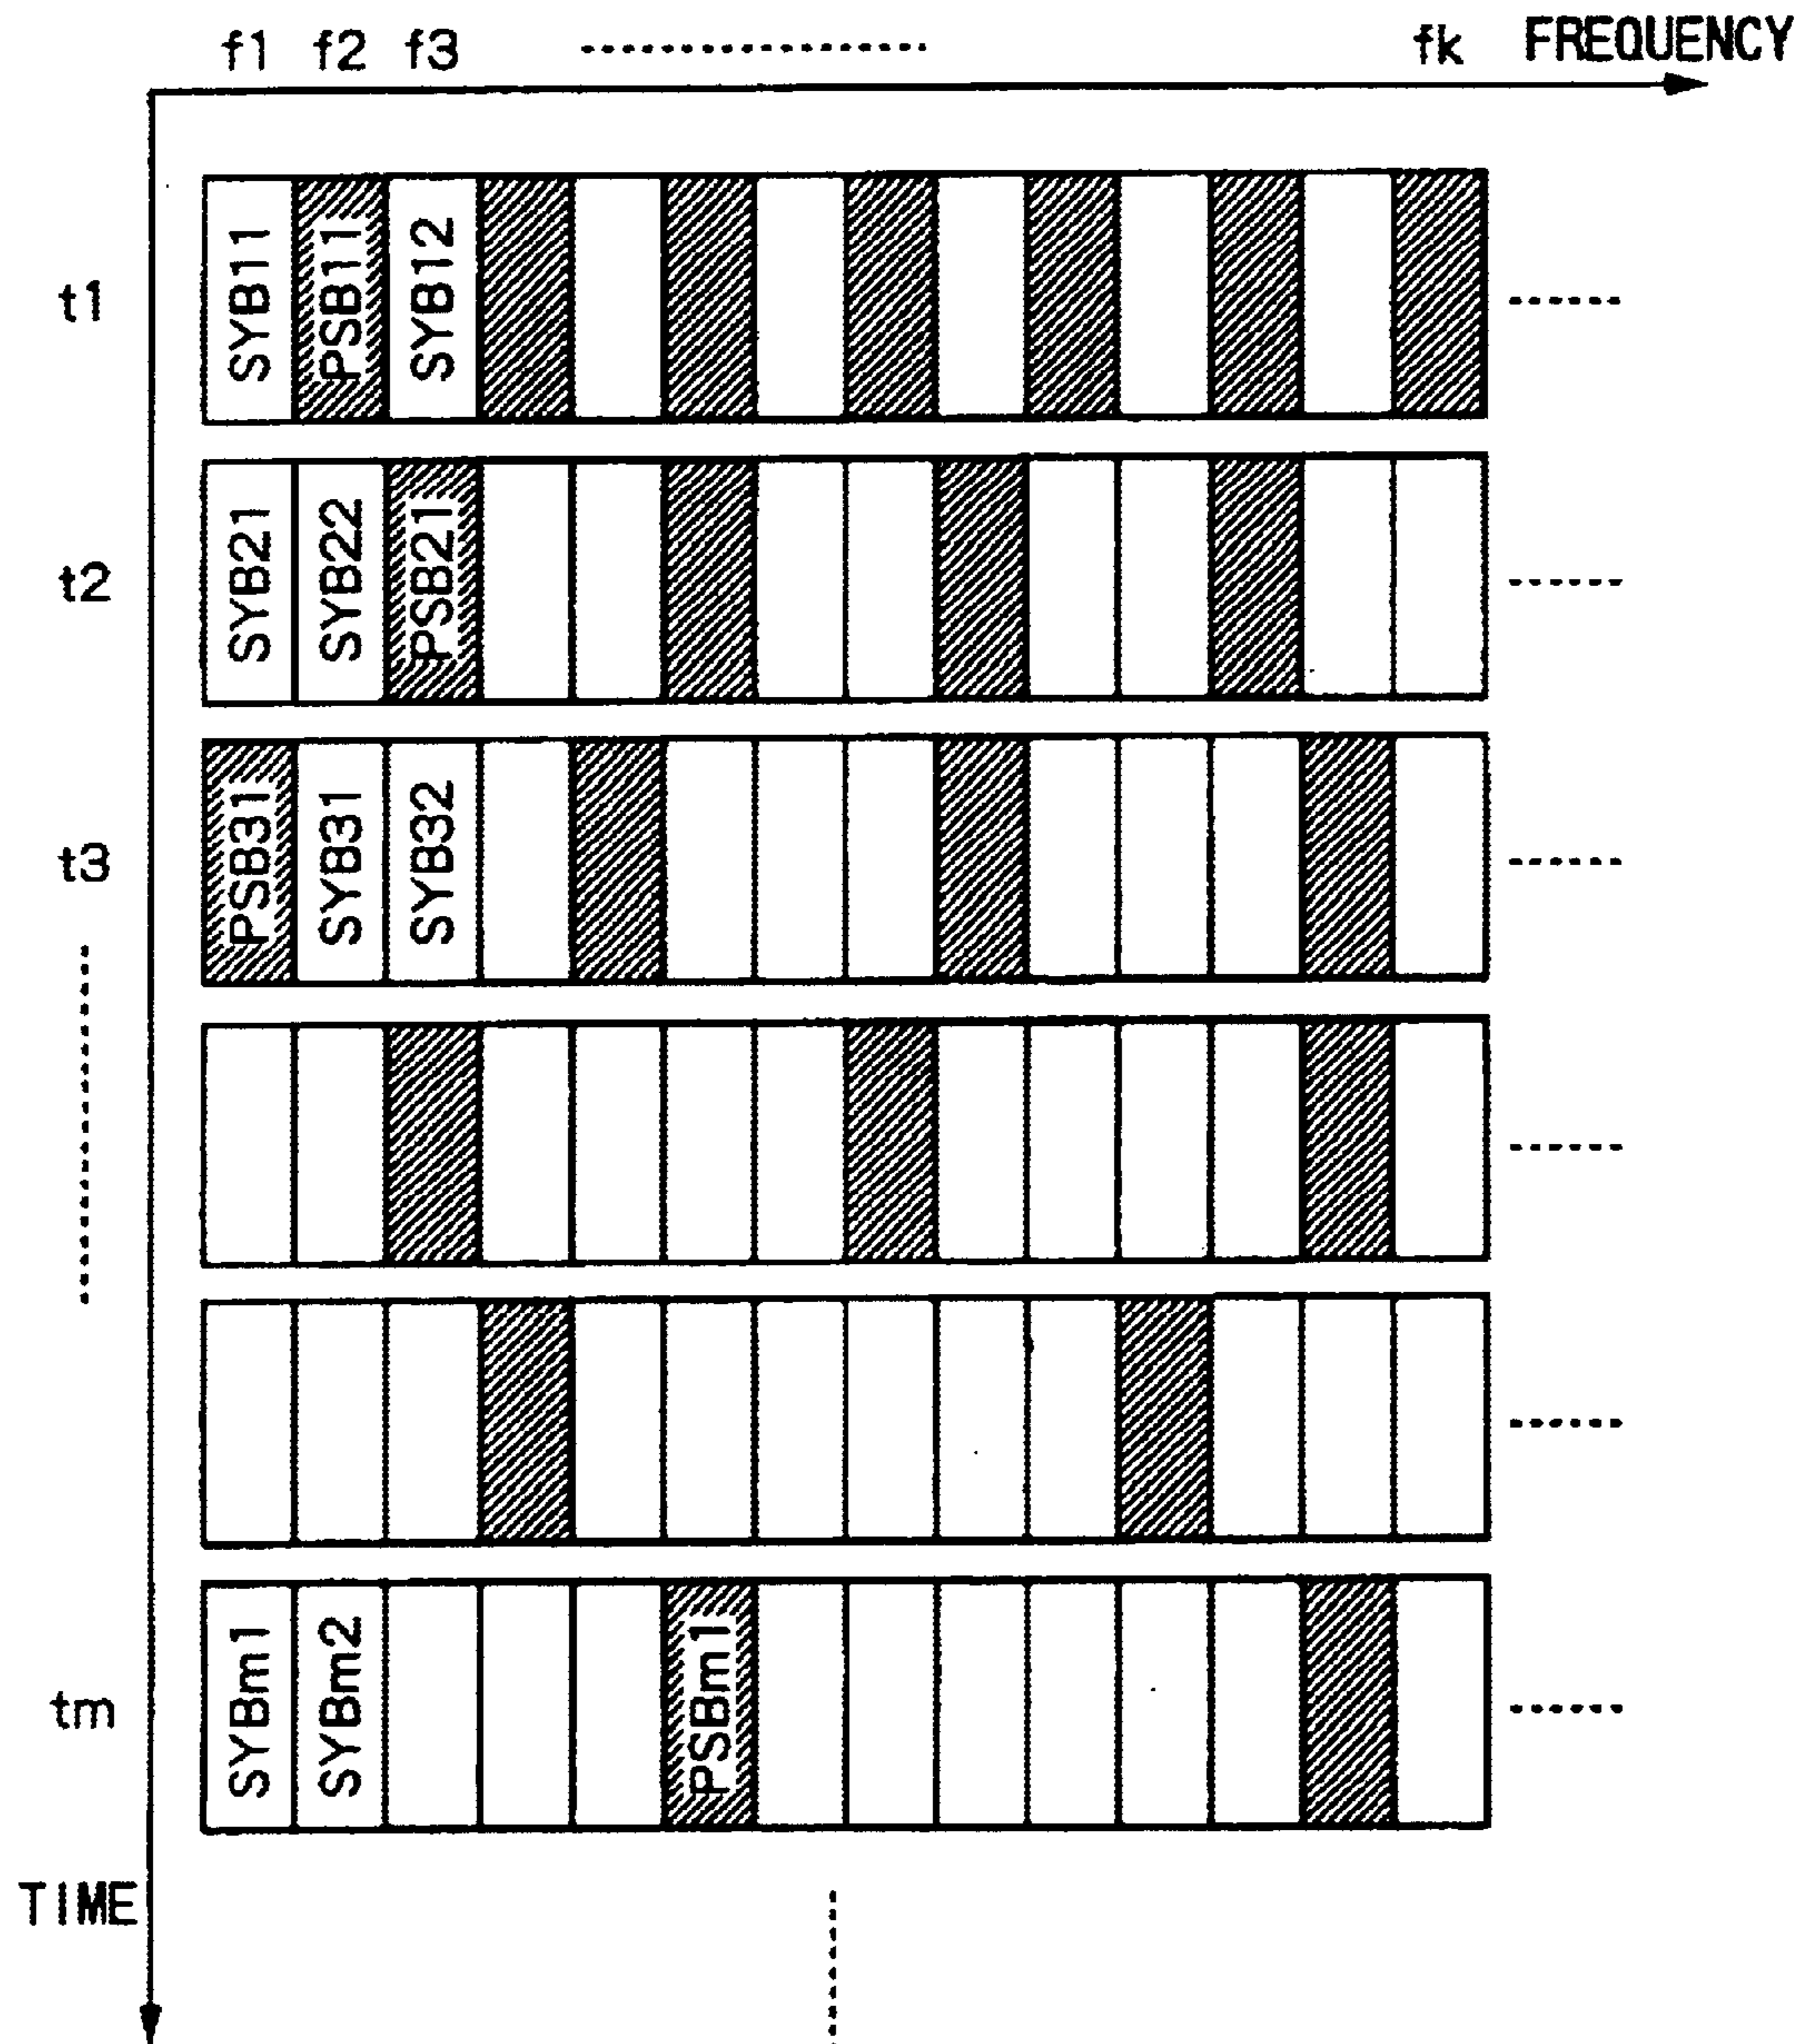 f1 f2 f3 fk FREQUENCY
t1
SYB11
PSB11
SYB12
t2
SYB21
SYB22
PSB21
t3
PSB31
SYB31
SYB32
tm
SYBm1
SYBm2
PSBm1
TIME